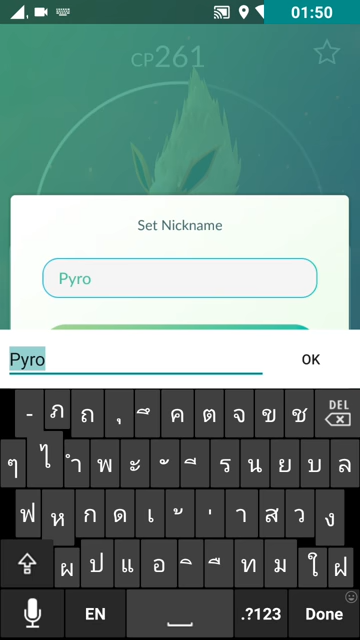 01:50
CP261
Set Nickname
Pyro
Pyro OK
- ภ ถ ุ ึ ค ต จ ข ช DEL
ๆ ไ ำ พ ะ ั ี ร น ย บ ล
ฟ ห ก ด เ ้ ่ า ส ว ง
ผ ป แ อ ิ ื ท ม ใ ฝ
EN .?123 Done